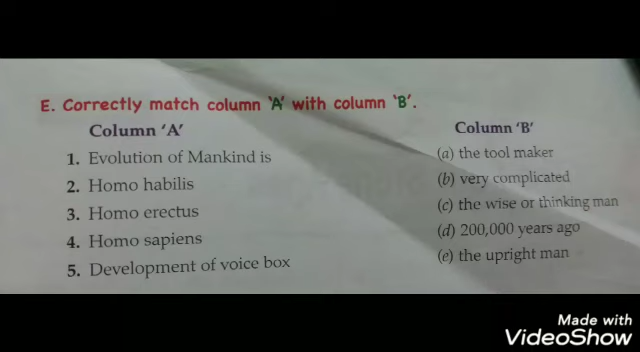 E. Correctly match column 'A' with column 'B'.
Column 'A'
1. Evolution of Mankind is
2. Homo habilis
3. Homo erectus
4. Homo sapiens
5. Development of voice box
Column 'B'
(a) the tool maker
(b) very complicated
(c) the wise or thinking man
(d) 200,000 years ago
(e) the upright man
Made with
VideoShow